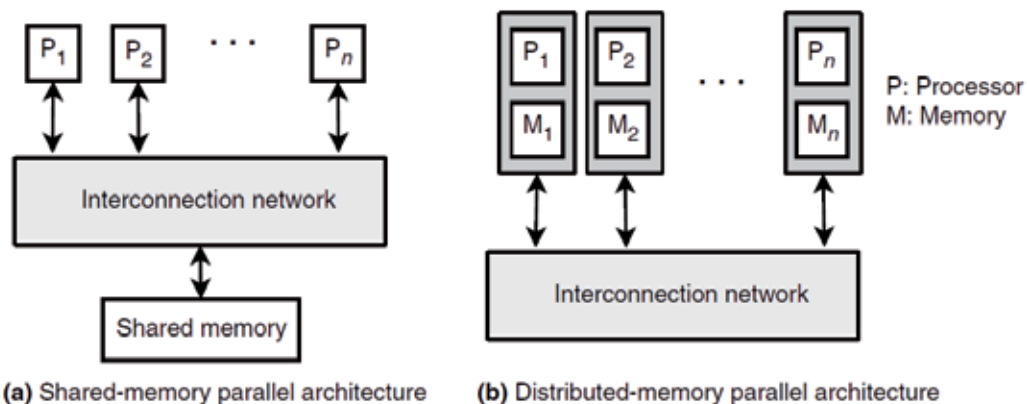 P1 P2 . . . Pn
Interconnection network
Shared memory
(a) Shared-memory parallel architecture
P1 P2 . . . Pn
M1 M2 Mn
P: Processor
M: Memory
Interconnection network
(b) Distributed-memory parallel architecture